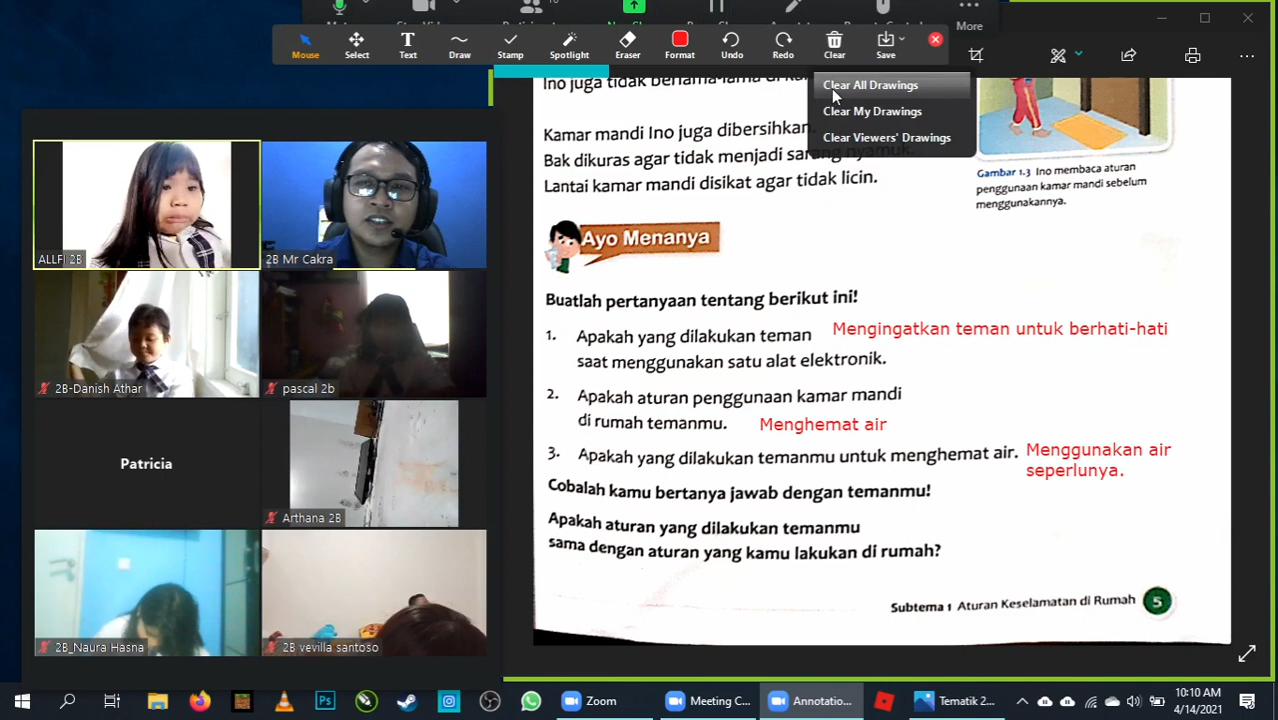 More
Mouse
Select
Text
Draw
Stamp
Spotlight
Eraser
Format
Undo
Redo
Clear
Save
Clear All Drawings
Clear My Drawings
Clear Viewers' Drawings
Ino juga tidak berlama-lama di
Kamar mandi Ino juga dibersihkan.
Bak dikuras agar tidak menjadi sarang nyamuk.
Lantai kamar mandi disikat agar tidak licin.
Gambar 1.3 Ino membaca aturan
penggunaan kamar mandi sebelum
menggunakannya.
Ayo Menanya
Buatlah pertanyaan tentang berikut ini!
1. Apakah yang dilakukan teman Mengingatkan teman untuk berhati-hati
saat menggunakan satu alat elektronik.
2. Apakah aturan penggunaan kamar mandi
di rumah temanmu. Menghemat air
3. Apakah yang dilakukan temanmu untuk menghemat air. Menggunakan air
seperlunya.
Cobalah kamu bertanya jawab dengan temanmu!
Apakah aturan yang dilakukan temanmu
sama dengan aturan yang kamu lakukan di rumah?
Subtema 1 Aturan Keselamatan di Rumah 5
ALLFI 2B
2B Mr Cakra
2B-Danish Athar
pascal 2b
Patricia
Arthana 2B
2B_Naura Hasna
2B vevilla santoso
Ps
Zoom
Meeting C...
Annotatio...
Tematik 2...
10:10 AM
4/14/2021